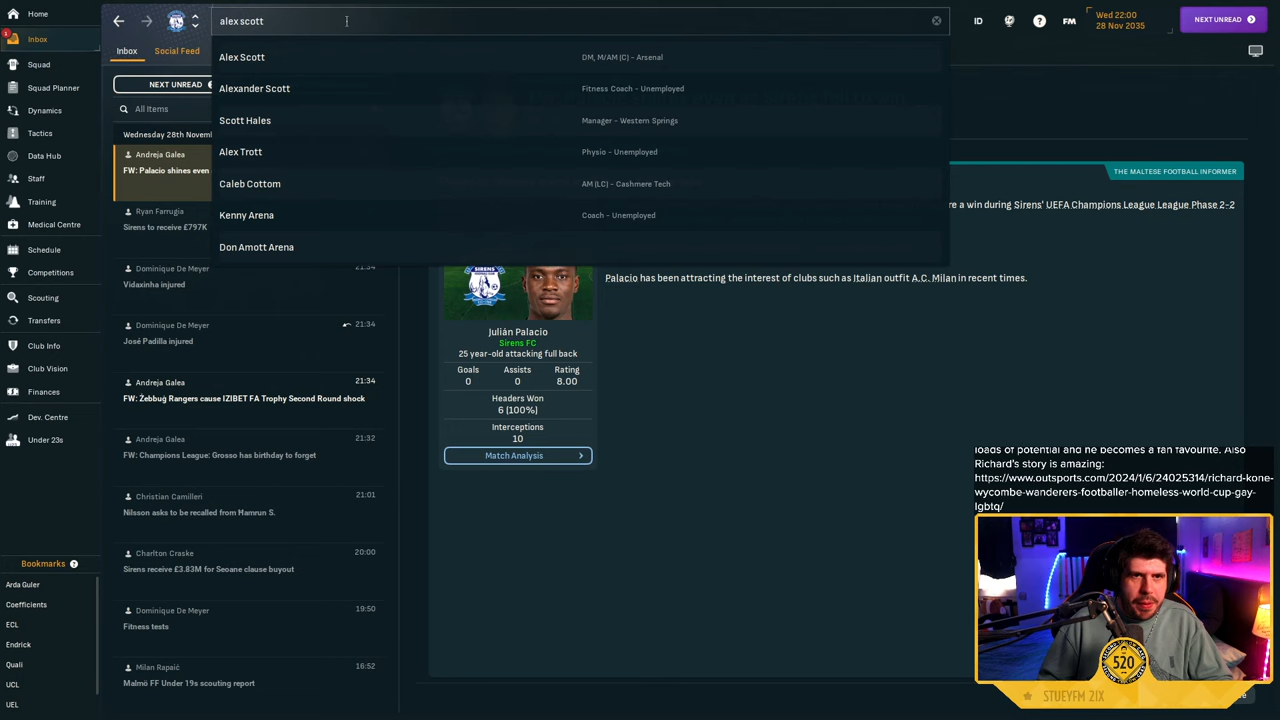 Home
Inbox
Squad
Squad Planner
Dynamics
Tactics
Data Hub
Staff
Training
Medical Centre
Schedule
Competitions
Scouting
Transfers
Club Info
Club Vision
Finances
Dev. Centre
Under 23s
Bookmarks
Arda Guler
Coefficients
ECL
Endrick
Quali
UCL
UEL
alex scott
Alex Scott DM, M/AM (C) - Arsenal
Alexander Scott Fitness Coach - Unemployed
Scott Hales Manager - Western Springs
Alex Trott Physio - Unemployed
Caleb Cottom AM (LC) - Cashmere Tech
Kenny Arena Coach - Unemployed
Don Amott Arena
ID
FM
Wed 22:00
28 Nov 2035
NEXT UNREAD
Inbox Social Feed
NEXT UNREAD
All Items
Wednesday 28th Novem
Andreja Galea
FW: Palacio shines even
Ryan Farrugia
Sirens to receive £797K
Dominique De Meyer 21:34
Vidaxinha injured
Dominique De Meyer 21:34
José Padilla injured
Andreja Galea 21:34
FW: Żebbuġ Rangers cause IZIBET FA Trophy Second Round shock
Andreja Galea 21:32
FW: Champions League: Grosso has birthday to forget
Christian Camilleri 21:01
Nilsson asks to be recalled from Ħamrun S.
Charlton Craske 20:00
Sirens receive £3.83M for Seoane clause buyout
Dominique De Meyer 19:50
Fitness tests
Milan Rapaić 16:52
Malmö FF Under 19s scouting report
THE MALTESE FOOTBALL INFORMER
re a win during Sirens' UEFA Champions League League Phase 2-2
Palacio has been attracting the interest of clubs such as Italian outfit A.C. Milan in recent times.
SIRENS
Julián Palacio
Sirens FC
25 year-old attacking full back
Goals Assists Rating
0 0 8.00
Headers Won
6 (100%)
Interceptions
10
Match Analysis
loads of potential and he becomes a fan favourite. Also
Richard's story is amazing:
https://www.outsports.com/2024/1/6/24025314/richard-kone-
wycombe-wanderers-footballer-homeless-world-cup-gay-
lgbtq/
520
STUEYFM 2IX